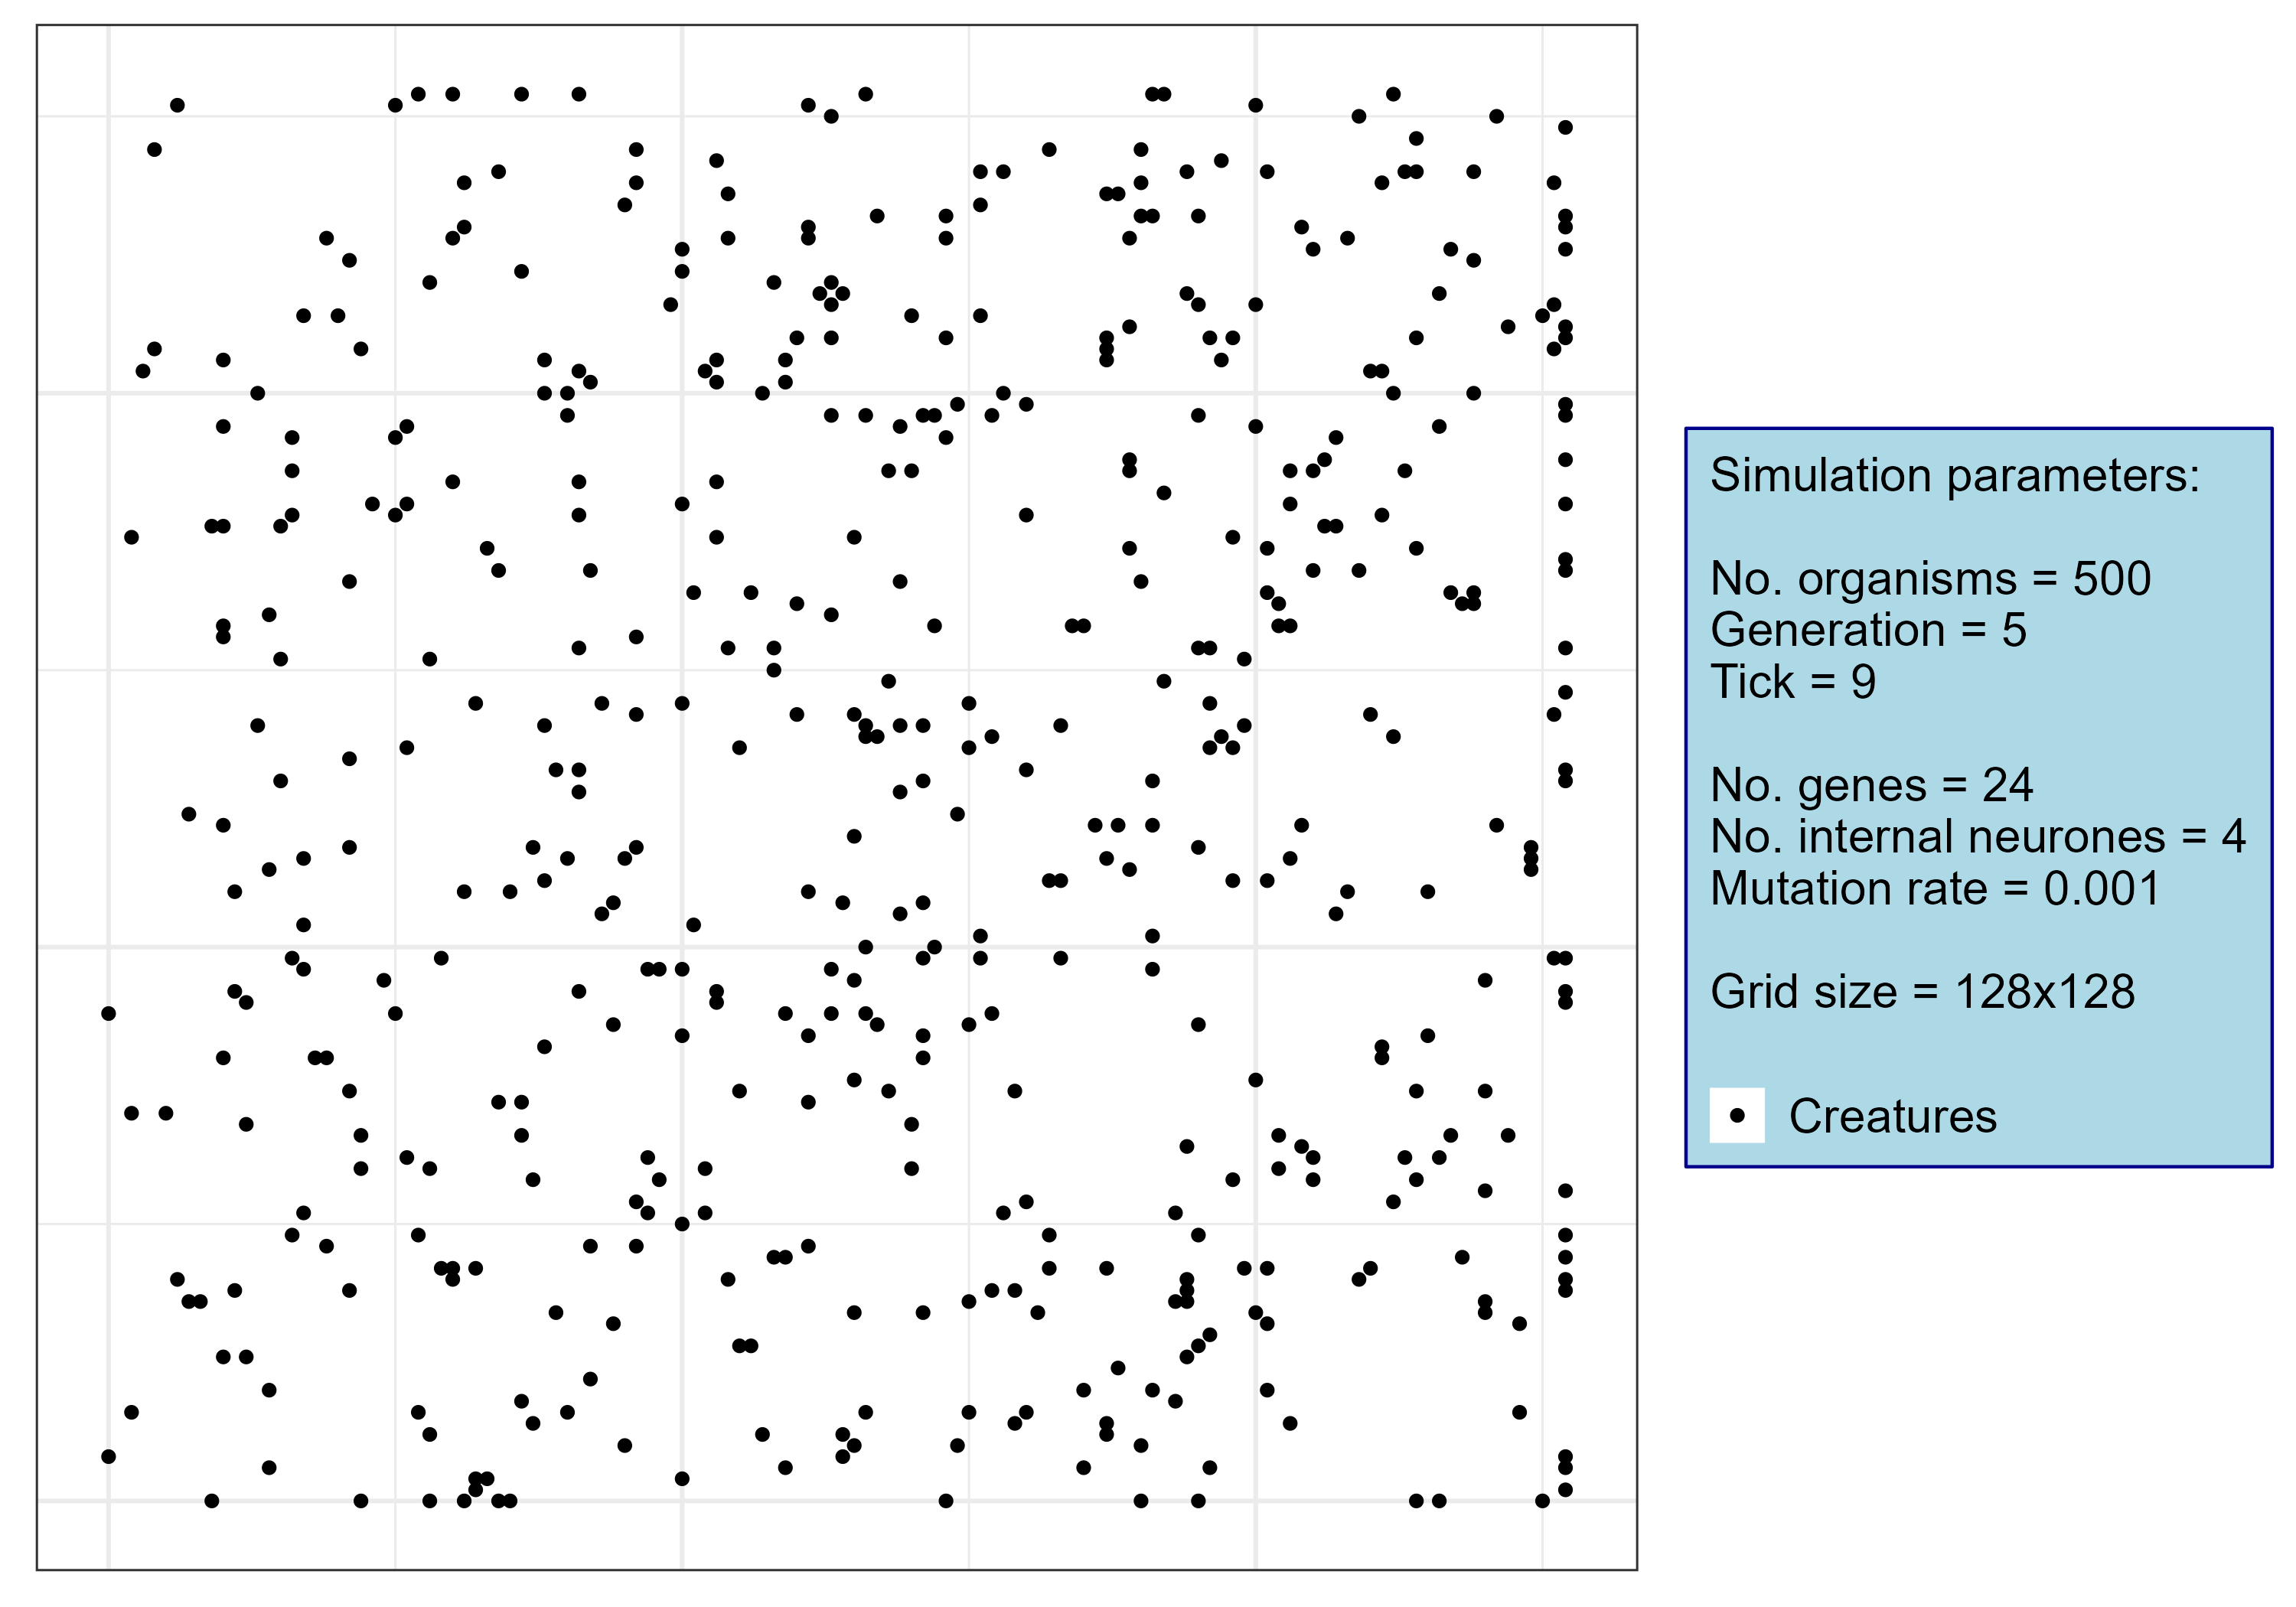 Simulation parameters:
No. organisms = 500
Generation = 5
Tick = 9
No. genes = 24
No. internal neurones = 4
Mutation rate = 0.001
Grid size = 128x128
Creatures